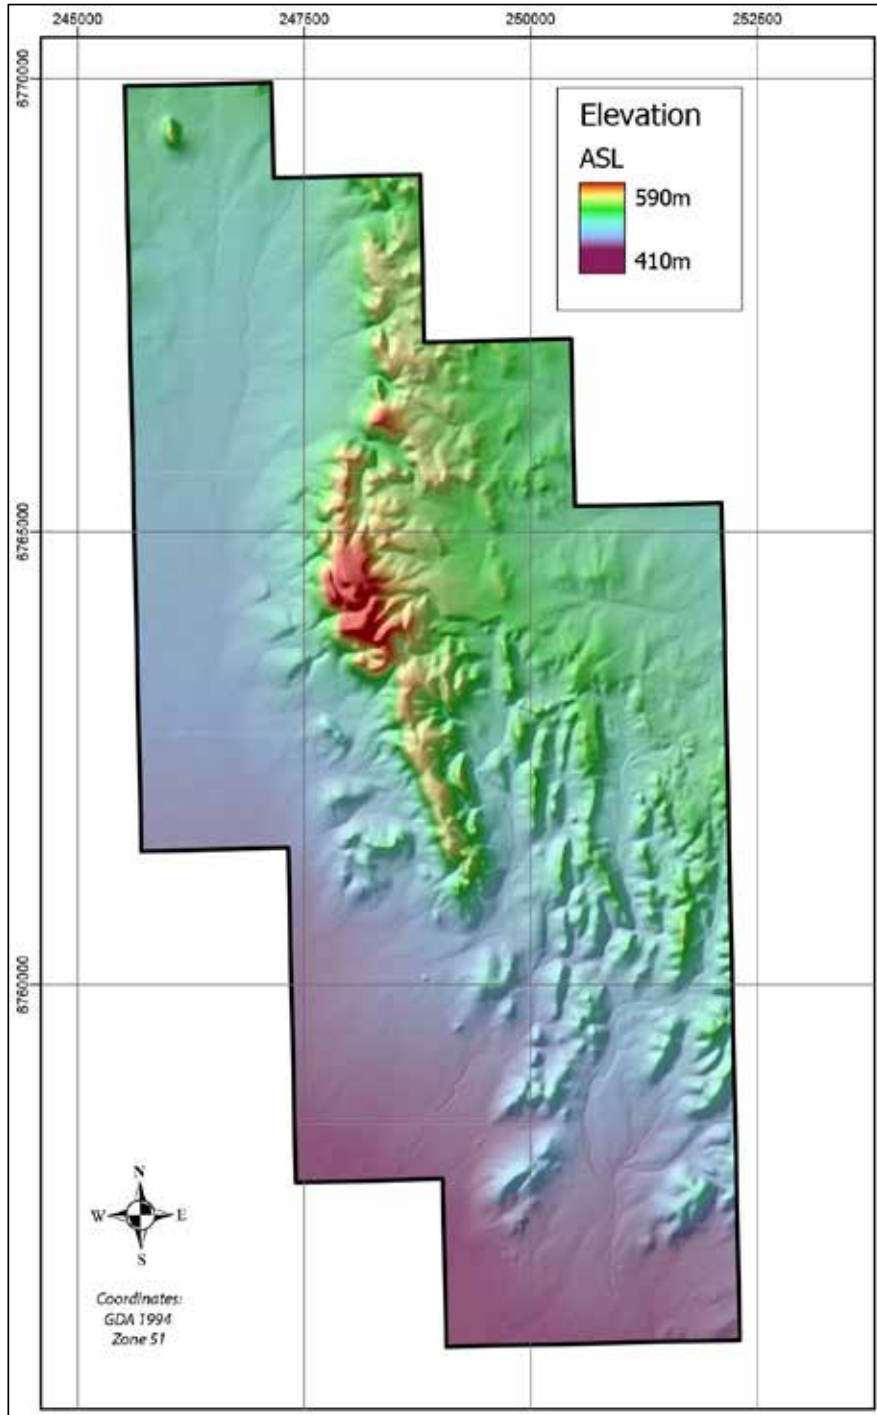 245000 247500 250000 252500
6770000
Elevation
ASL
590m
410m
6765000
6760000
N
W E
S
Coordinates:
GDA 1994
Zone 51